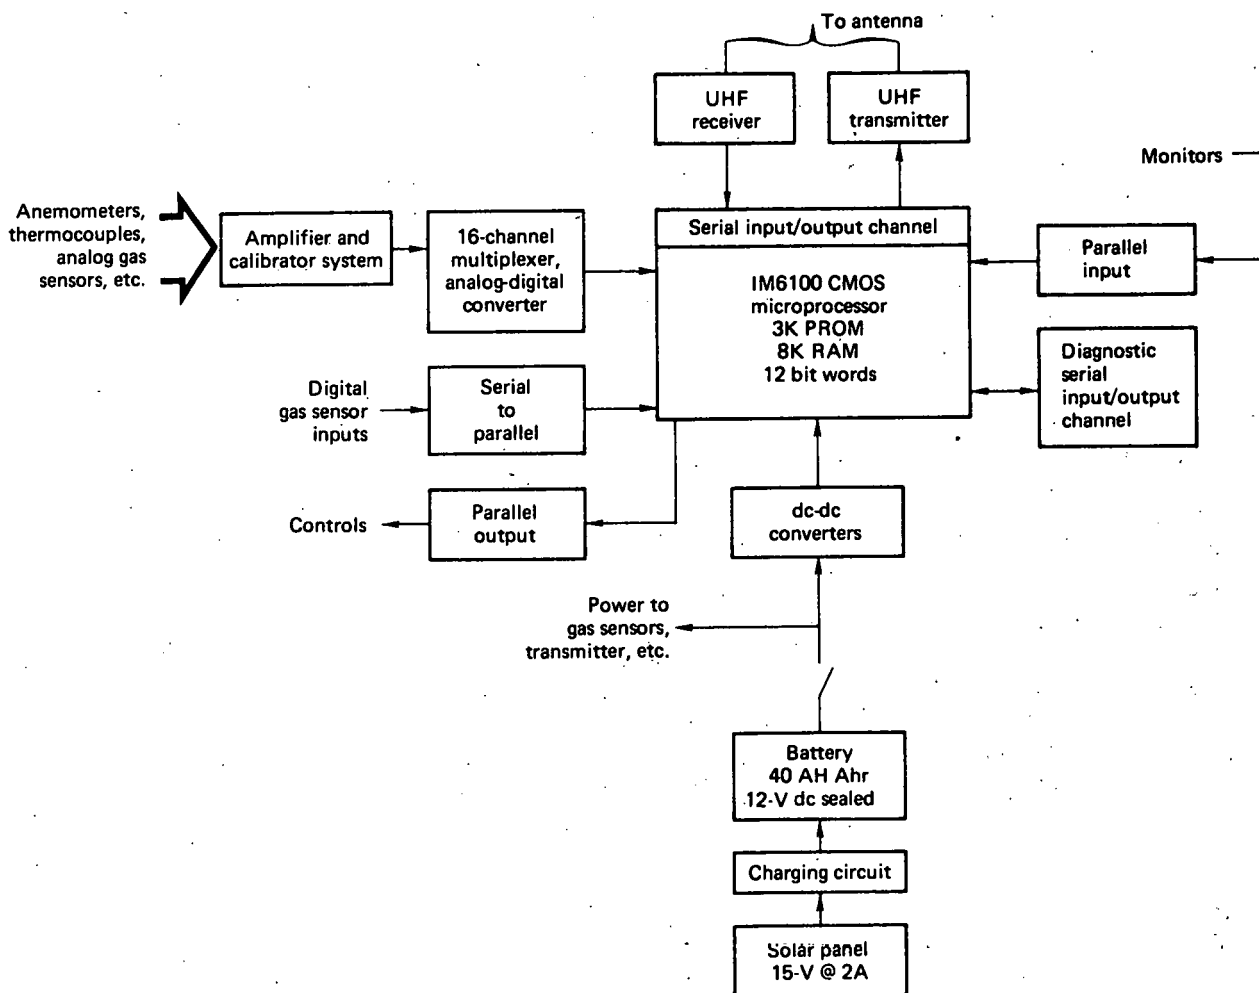 To antenna
UHF
receiver
UHF
transmitter
Monitors
Anemometers,
thermocouples,
analog gas
sensors, etc.
Amplifier and
calibrator system
16-channel
multiplexer,
analog-digital
converter
Serial input/output channel
IM6100 CMOS
microprocessor
3K PROM
8K RAM
12 bit words
Parallel
input
Diagnostic
serial
input/output
channel
Digital
gas sensor
inputs
Serial
to
parallel
Controls
Parallel
output
dc-dc
converters
Power to
gas sensors,
transmitter, etc.
Battery
40 AH Ahr
12-V dc sealed
Charging circuit
Solar panel
15-V @ 2A